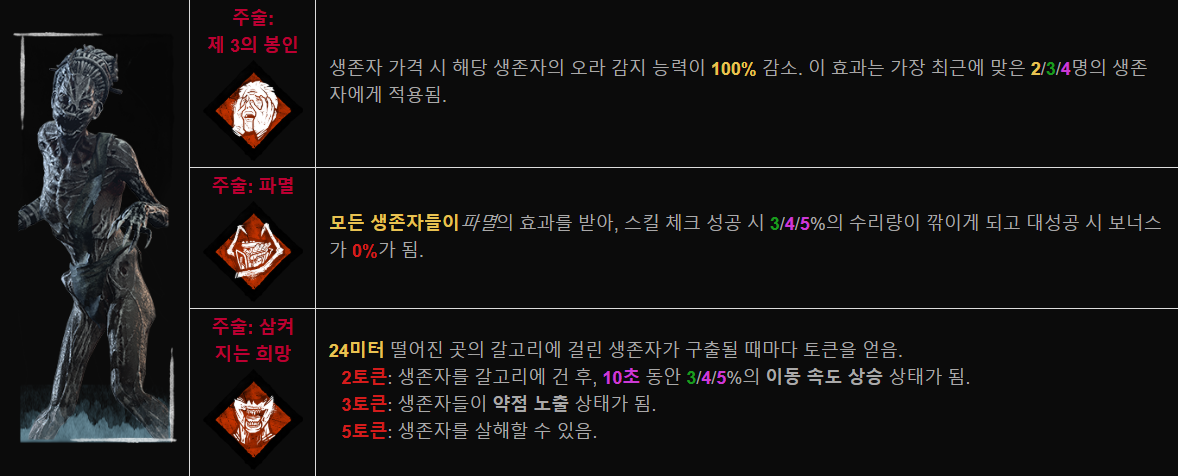 주술:
제 3의 봉인
생존자 가격 시 해당 생존자의 오라 감지 능력이 100% 감소. 이 효과는 가장 최근에 맞은 2/3/4명의 생존
자에게 적용됨.
주술: 파멸
모든 생존자들이 파멸의 효과를 받아, 스킬 체크 성공 시 3/4/5%의 수리량이 깎이게 되고 대성공 시 보너스
가 0%가 됨.
주술: 삼켜
지는 희망
24미터 떨어진 곳의 갈고리에 걸린 생존자가 구출될 때마다 토큰을 얻음.
2토큰: 생존자를 갈고리에 건 후, 10초 동안 3/4/5%의 이동 속도 상승 상태가 됨.
3토큰: 생존자들이 약점 노출 상태가 됨.
5토큰: 생존자를 살해할 수 있음.